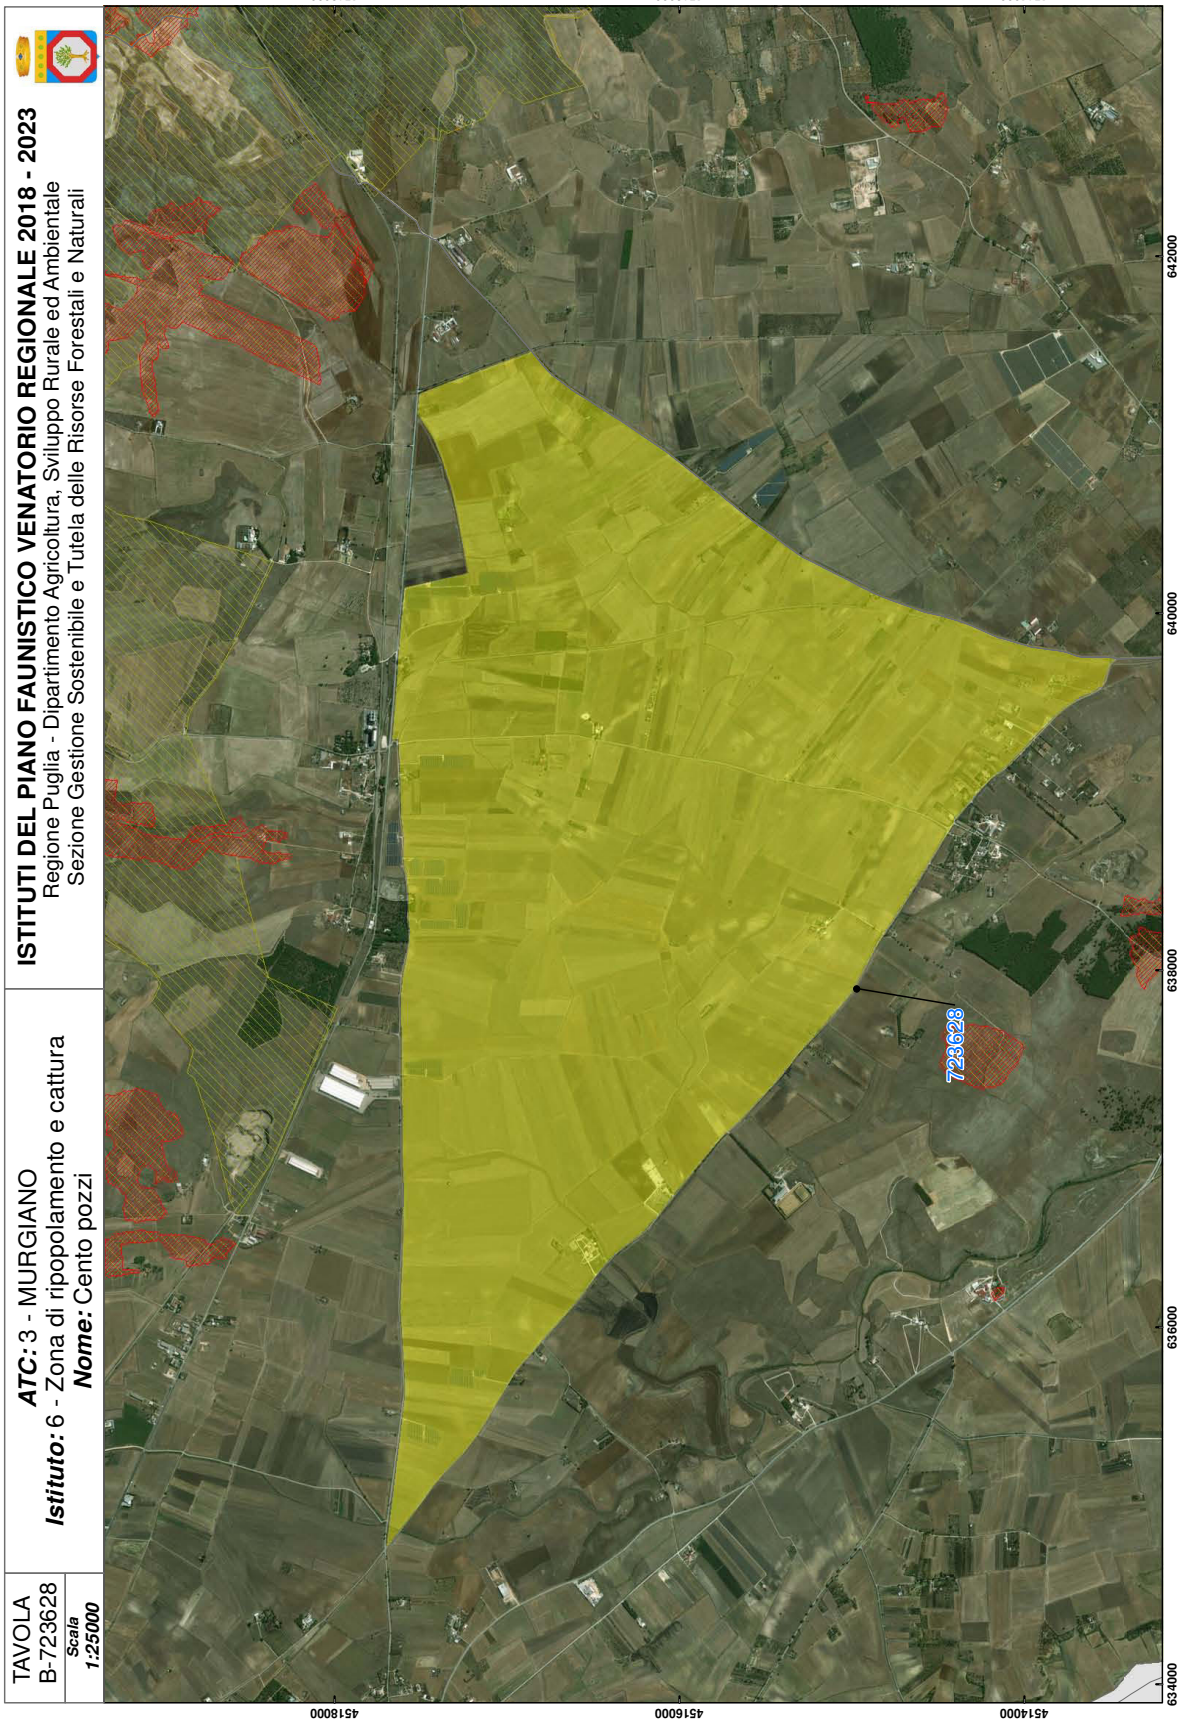 TAVOLA
B-723628
Scala
1:25000
ATC: 3 - MURGIANO
Istituto: 6 - Zona di ripopolamento e cattura
Nome: Cento pozzi
ISTITUTI DEL PIANO FAUNISTICO VENATORIO REGIONALE 2018 - 2023
Regione Puglia - Dipartimento Agricoltura, Sviluppo Rurale ed Ambientale
Sezione Gestione Sostenibile e Tutela delle Risorse Forestali e Naturali
4518000
4516000
4514000
723628
634000
636000
638000
640000
642000